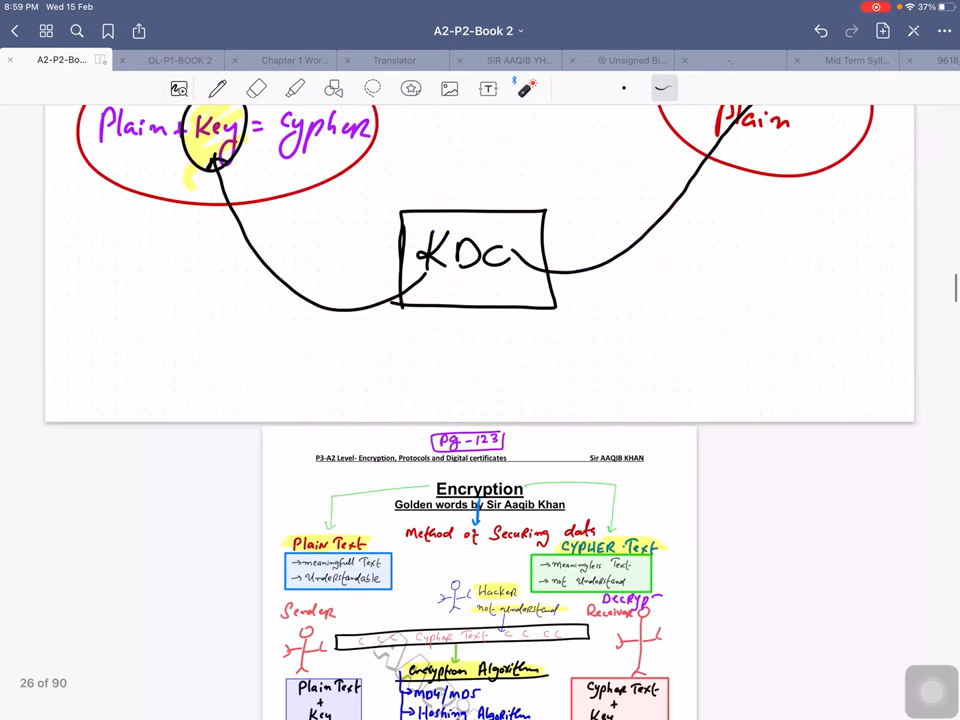 8:59 PM Wed 15 Feb
37%
A2-P2-Book 2
A2-P2-Bo...
OL-P1-BOOK 2
Chapter 1 Wor...
Translator
SIR AAQIB YH...
Unsigned Bi...
Mid Term Syll...
9618
Plain + Key = Cypher
Plain
KDC
Pg-123
P3-A2 Level- Encryption, Protocols and Digital certificates
Sir AAQIB KHAN
Encryption
Golden words by Sir Aaqib Khan
Method of Securing data
Plain Text
CYPHER Text
→meaningfull Text
→Understandable
→meaningless Text
→not Understand
Hacker
not understand
Decryp
Sender
Receiver
C C C Cypher Text C C CC
Encryption Algorithm
Plain Text
+
Key
→MD4/MD5
→Hashing Algorithm
Cypher Text
+
Key
26 of 90